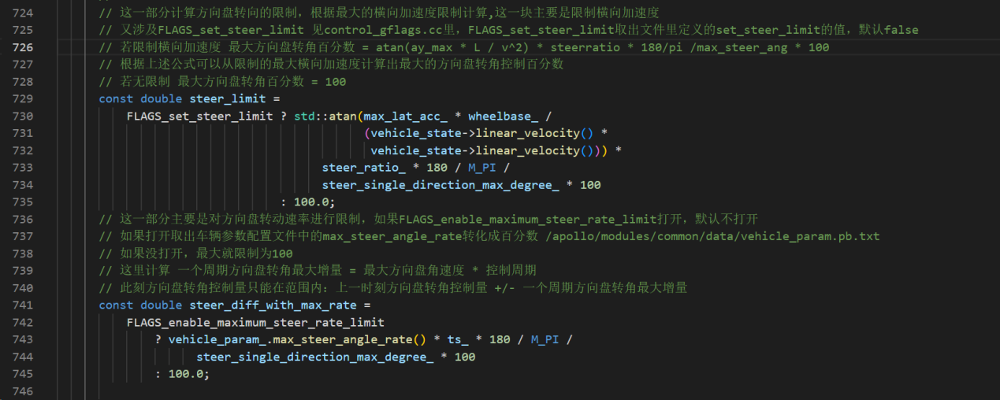 724 // 这一部分计算方向盘转向的限制，根据最大的横向加速度限制计算,这一块主要是限制横向加速度
725 // 又涉及FLAGS_set_steer_limit 见control_gflags.cc里，FLAGS_set_steer_limit取出文件里定义的set_steer_limit的值，默认false
726 // 若限制横向加速度 最大方向盘转角百分数 = atan(ay_max * L / v^2) * steerratio * 180/pi /max_steer_ang * 100
727 // 根据上述公式可以从限制的最大横向加速度计算出最大的方向盘转角控制百分数
728 // 若无限制 最大方向盘转角百分数 = 100
729 const double steer_limit =
730 FLAGS_set_steer_limit ? std::atan(max_lat_acc_ * wheelbase_ /
731 (vehicle_state->linear_velocity() *
732 vehicle_state->linear_velocity())) *
733 steer_ratio_ * 180 / M_PI /
734 steer_single_direction_max_degree_ * 100
735 : 100.0;
736 // 这一部分主要是对方向盘转动速率进行限制，如果FLAGS_enable_maximum_steer_rate_limit打开，默认不打开
737 // 如果打开取出车辆参数配置文件中的max_steer_angle_rate转化成百分数 /apollo/modules/common/data/vehicle_param.pb.txt
738 // 如果没打开，最大就限制为100
739 // 这里计算 一个周期方向盘转角最大增量 = 最大方向盘角速度 * 控制周期
740 // 此刻方向盘转角控制量只能在范围内：上一时刻方向盘转角控制量 +/- 一个周期方向盘转角最大增量
741 const double steer_diff_with_max_rate =
742 FLAGS_enable_maximum_steer_rate_limit
743 ? vehicle_param_.max_steer_angle_rate() * ts_ * 180 / M_PI /
744 steer_single_direction_max_degree_ * 100
745 : 100.0;
746